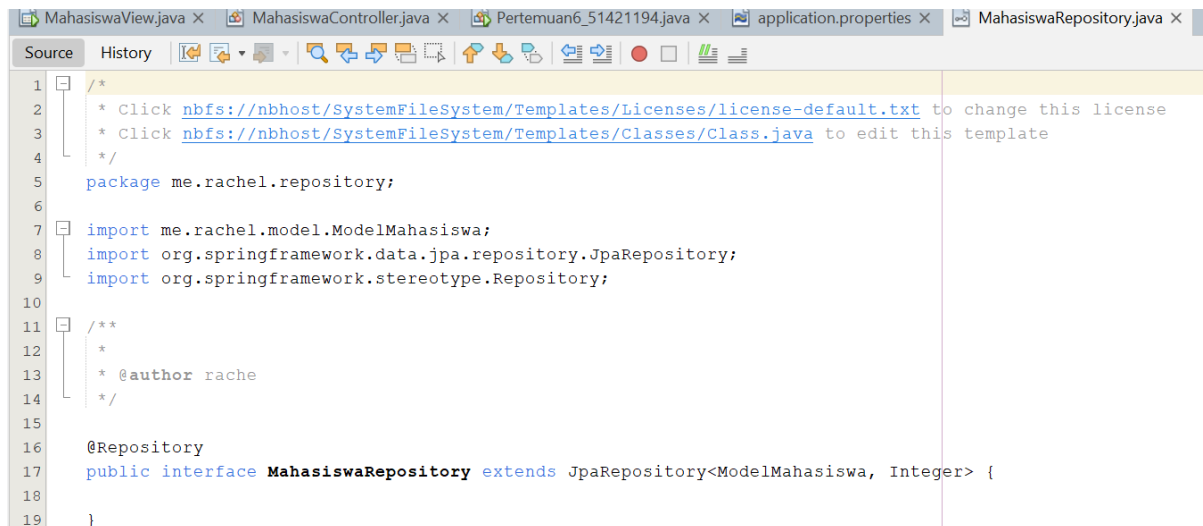 MahasiswaView.java × MahasiswaController.java × Pertemuan6_51421194.java × application.properties × MahasiswaRepository.java ×
Source History
1 /*
2  * Click nbfs://nbhost/SystemFileSystem/Templates/Licenses/license-default.txt to change this license
3  * Click nbfs://nbhost/SystemFileSystem/Templates/Classes/Class.java to edit this template
4  */
5 package me.rachel.repository;
6
7 import me.rachel.model.ModelMahasiswa;
8 import org.springframework.data.jpa.repository.JpaRepository;
9 import org.springframework.stereotype.Repository;
10
11 /**
12  *
13  * @author rache
14  */
15
16 @Repository
17 public interface MahasiswaRepository extends JpaRepository<ModelMahasiswa, Integer> {
18
19 }